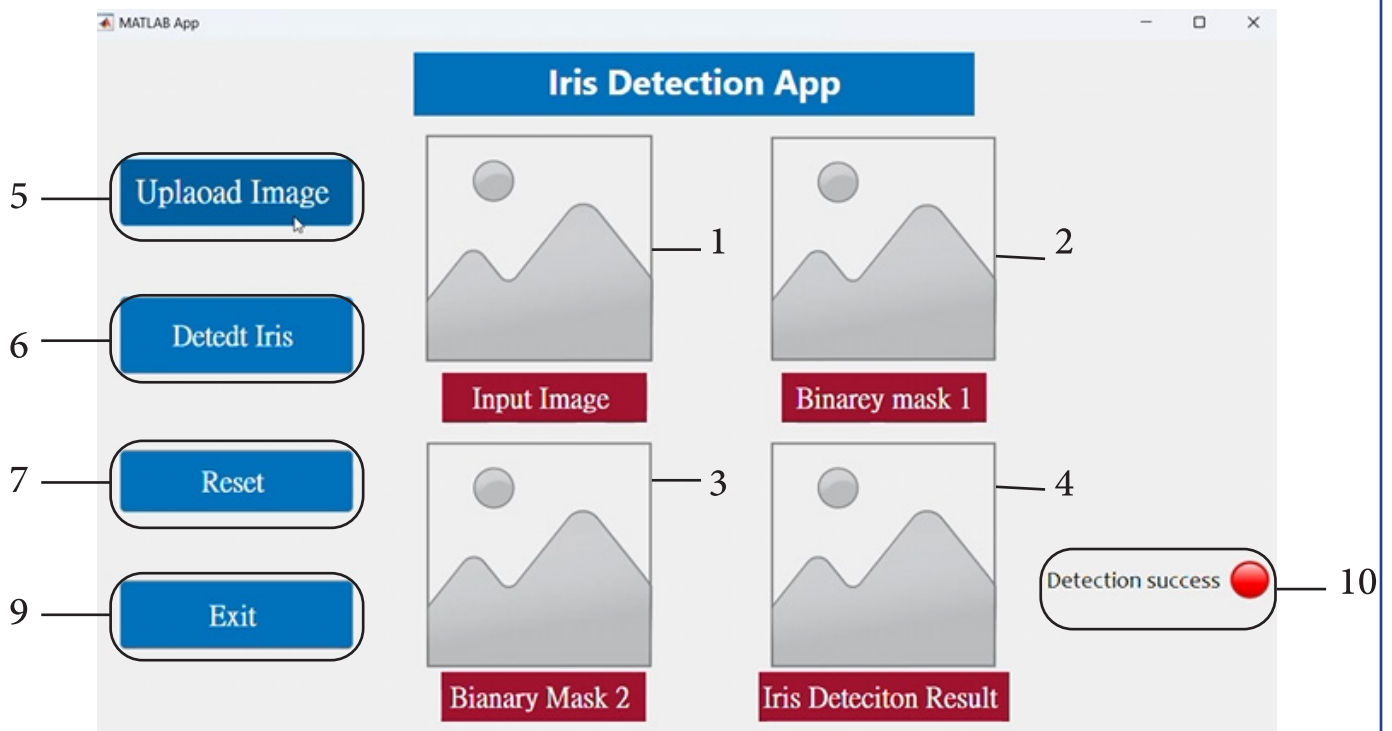 MATLAB App
Iris Detection App
5
Uplaoad Image
1
2
6
Detedt Iris
Input Image
Binarey mask 1
7
Reset
3
4
9
Exit
Detection success
10
Bianary Mask 2
Iris Deteciton Result